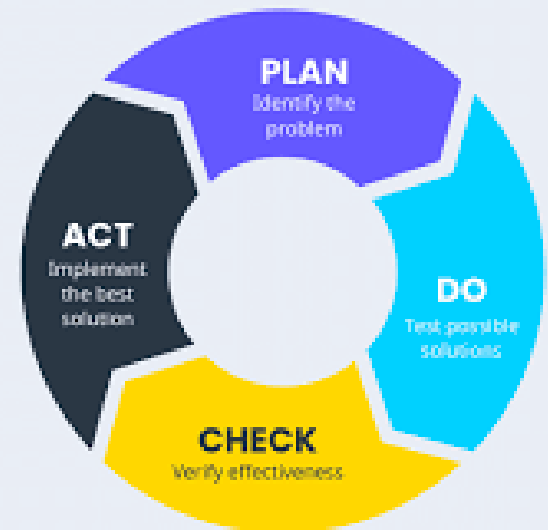 PLAN
Identify the
problem
DO
Test possible
solutions
CHECK
Verify effectiveness
ACT
Implement
the best
solution